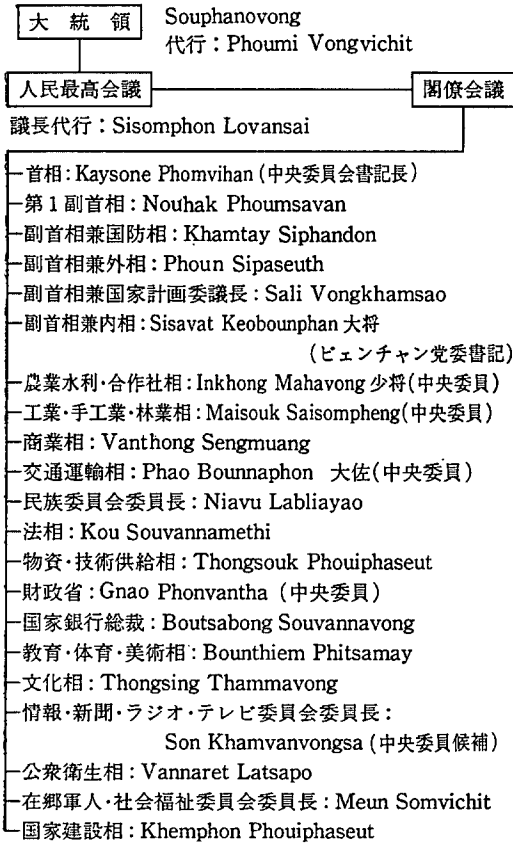 大統領 Souphanovong
代行：Phoumi Vongvichit
人民最高会議 閣僚会議
議長代行：Sisomphon Lovansai
首相：Kaysone Phomvihan（中央委員会書記長）
第1副首相：Nouhak Phoumsavan
副首相兼国防相：Khamtay Siphandon
副首相兼外相：Phoun Sipaseuth
副首相兼国家計画委議長：Sali Vongkhamsao
副首相兼内相：Sisavat Keobounphan 大将
（ビェンチャン党委書記）
農業水利・合作社相：Inkhong Mahavong 少将（中央委員）
工業・手工業・林業相：Maisouk Saisompheng（中央委員）
商業相：Vanthong Sengmuang
交通運輸相：Phao Bounnaphon 大佐（中央委員）
民族委員会委員長：Niavu Labliayao
法相：Kou Souvannamethi
物資・技術供給相：Thongsouk Phouiphaseut
財政省：Gnao Phonvantha（中央委員）
国家銀行総裁：Boutsabong Souvannavong
教育・体育・美術相：Bounthiem Phitsamay
文化相：Thongsing Thammavong
情報・新聞・ラジオ・テレビ委員会委員長：
Son Khamvanvongsa（中央委員候補）
公衆衛生相：Vannaret Latsapo
在郷軍人・社会福祉委員会委員長：Meun Somvichit
国家建設相：Khemphon Phouiphaseut